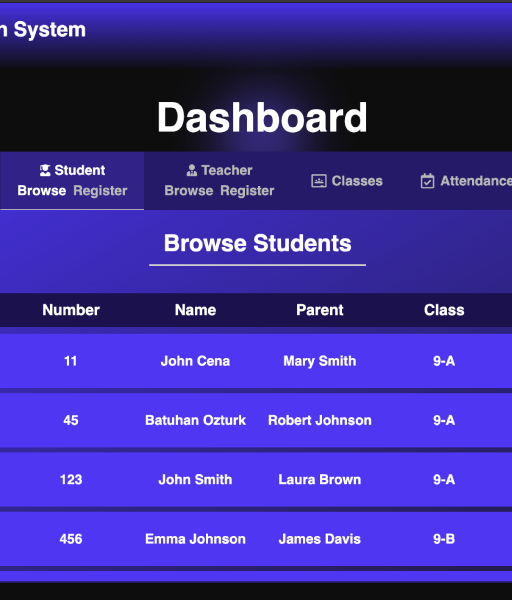 n System
Dashboard
Student
Browse Register
Teacher
Browse Register
Classes
Attendance
Browse Students
Number Name Parent Class
11 John Cena Mary Smith 9-A
45 Batuhan Ozturk Robert Johnson 9-A
123 John Smith Laura Brown 9-A
456 Emma Johnson James Davis 9-B